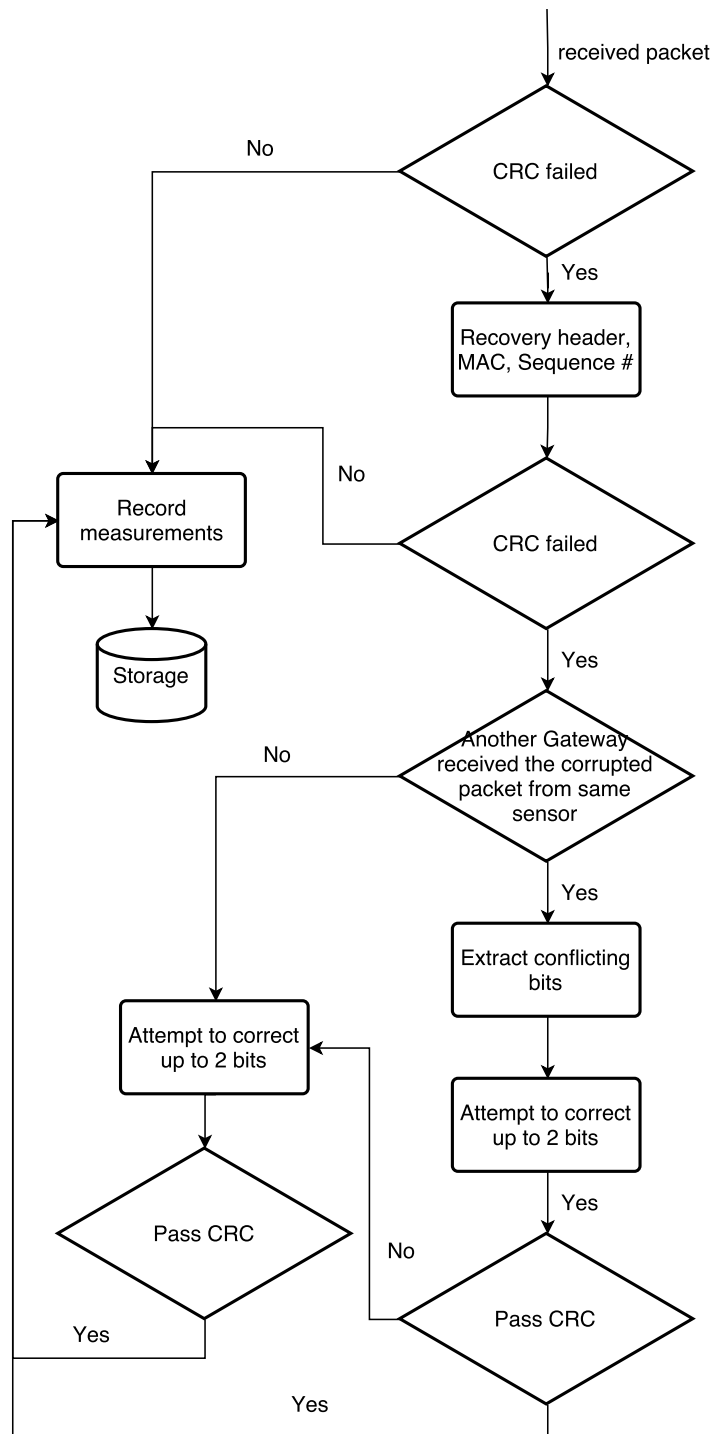 received packet
No
CRC failed
Yes
Recovery header,
MAC, Sequence #
No
Record
measurements
CRC failed
Yes
Storage
Another Gateway
received the corrupted
packet from same
sensor
No
Yes
Extract conflicting
bits
Attempt to correct
up to 2 bits
Attempt to correct
up to 2 bits
Yes
Pass CRC
No
Pass CRC
Yes
Yes